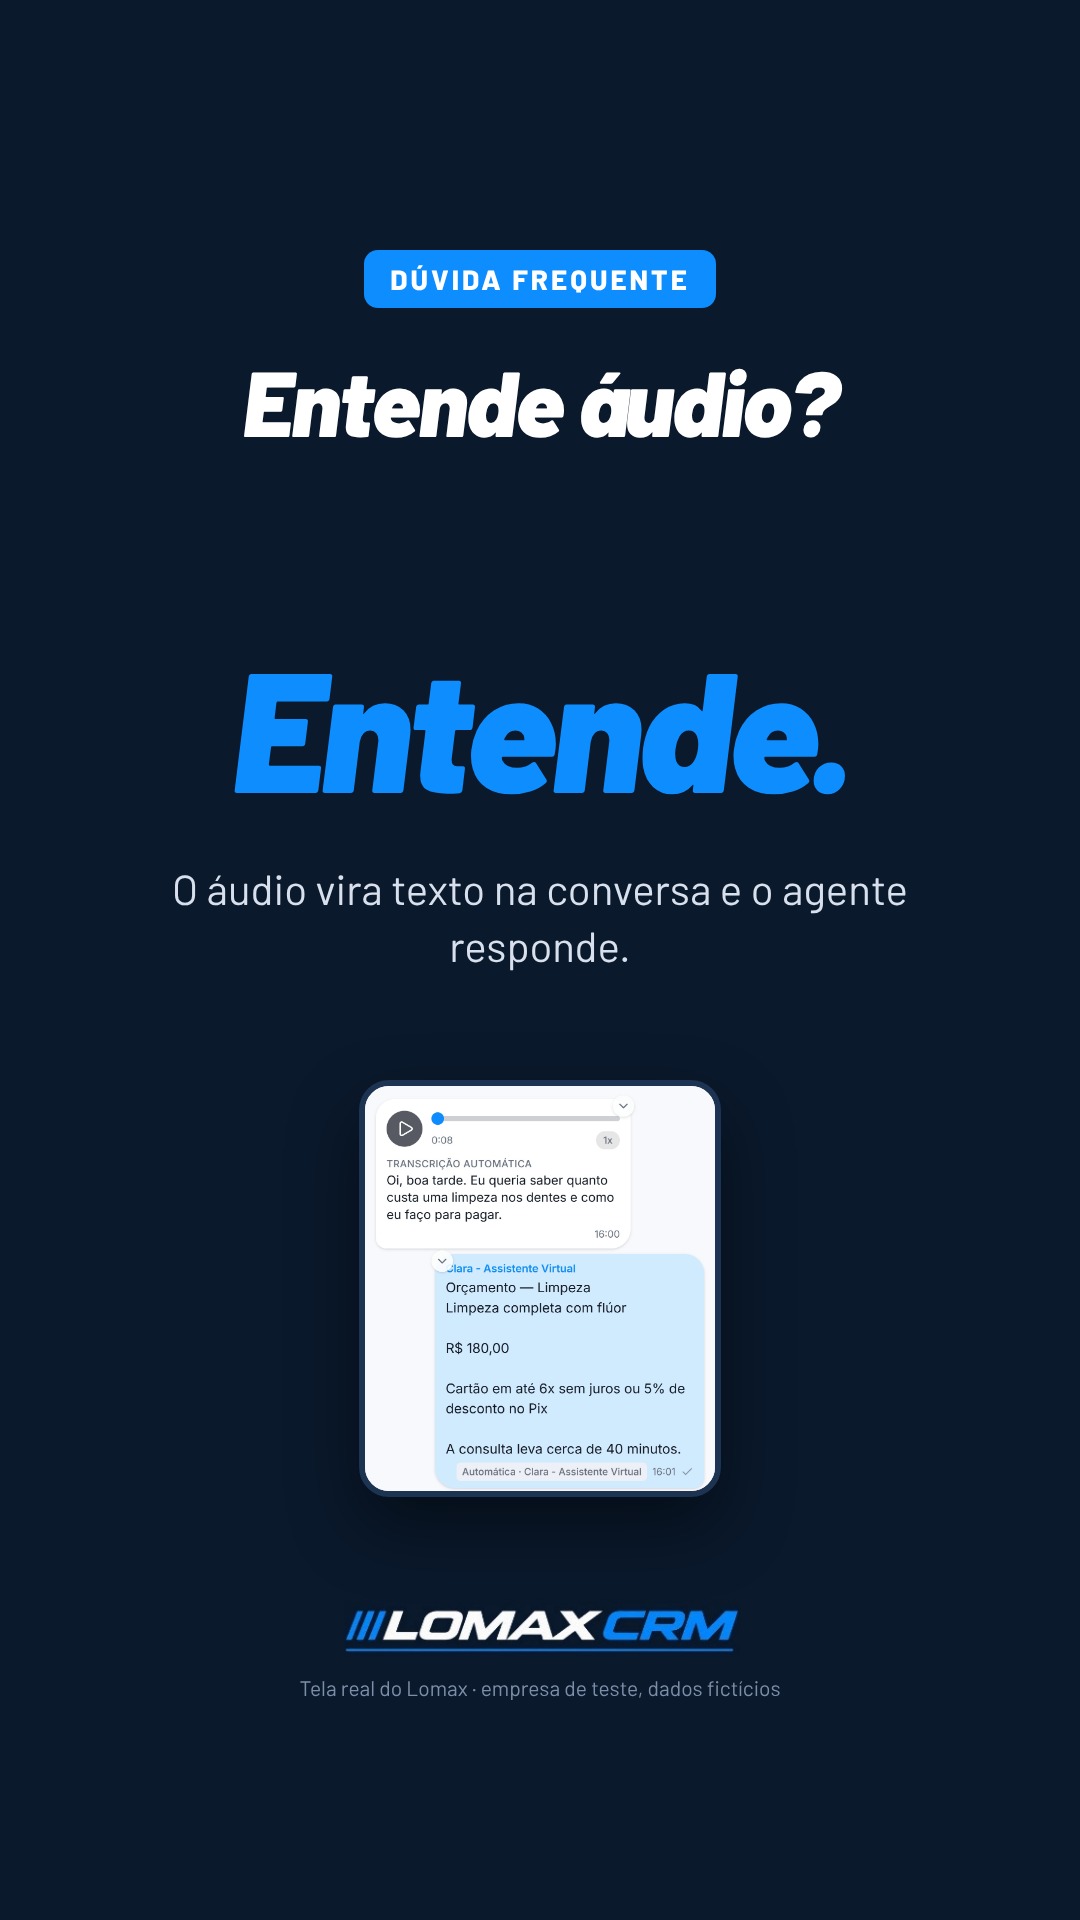 DÚVIDA FREQUENTE
Entende áudio?
Entende.
O áudio vira texto na conversa e o agente
responde.
0:08
1x
TRANSCRIÇÃO AUTOMÁTICA
Oi, boa tarde. Eu queria saber quanto
custa uma limpeza nos dentes e como
eu faço para pagar.
16:00
Clara - Assistente Virtual
Orçamento — Limpeza
Limpeza completa com flúor
R$ 180,00
Cartão em até 6x sem juros ou 5% de
desconto no Pix
A consulta leva cerca de 40 minutos.
Automática · Clara - Assistente Virtual 16:01
LOMAX CRM
Tela real do Lomax · empresa de teste, dados fictícios